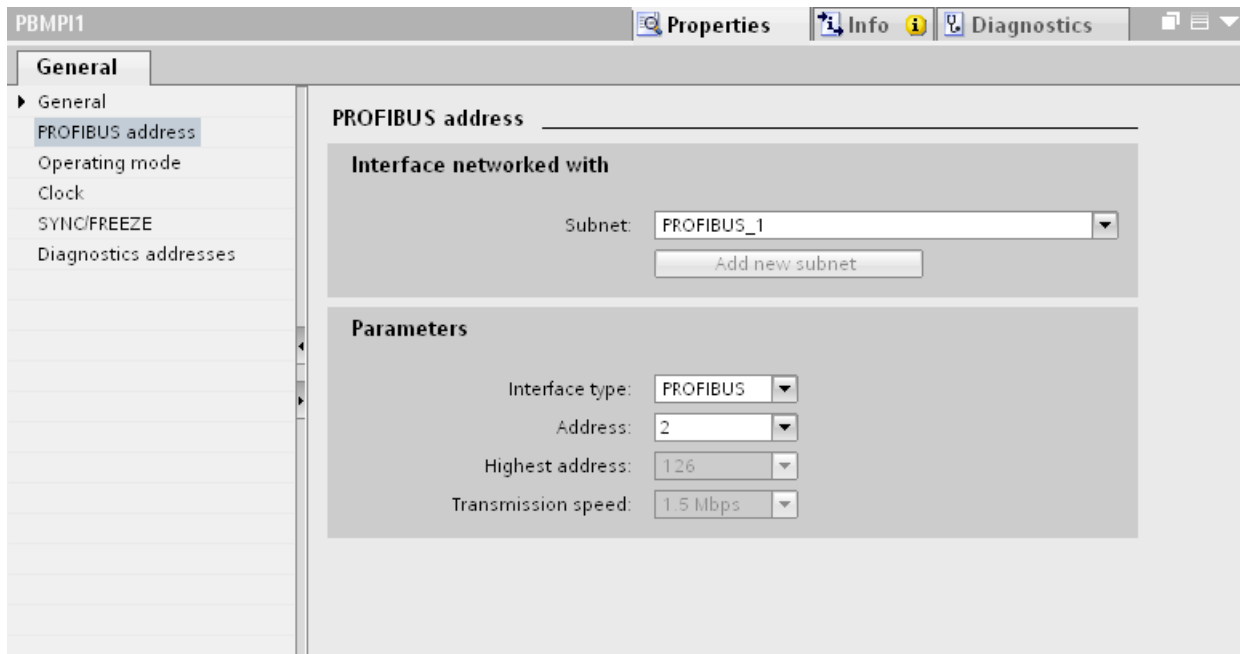 PBMPI1
Properties
Info
Diagnostics
General
General
PROFIBUS address
Operating mode
Clock
SYNC/FREEZE
Diagnostics addresses
PROFIBUS address
Interface networked with
Subnet: PROFIBUS_1
Add new subnet
Parameters
Interface type: PROFIBUS
Address: 2
Highest address: 126
Transmission speed: 1.5 Mbps